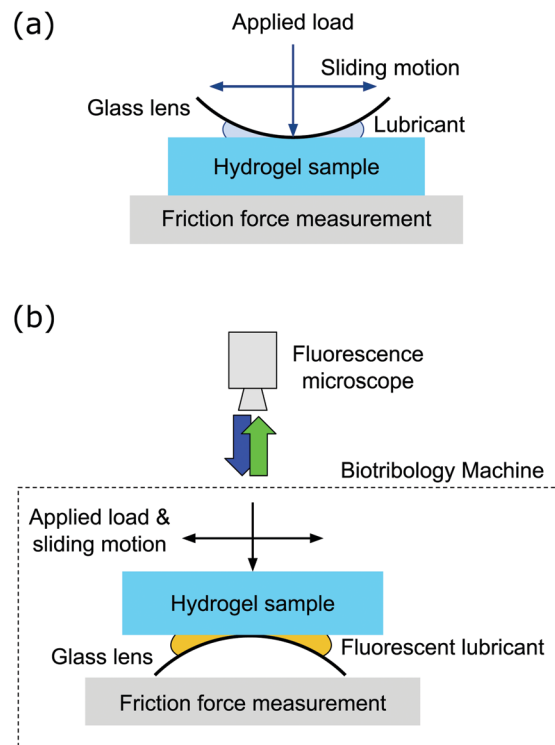 (a)
Applied load
Sliding motion
Glass lens
Lubricant
Hydrogel sample
Friction force measurement
(b)
Fluorescence
microscope
Biotribology Machine
Applied load &
sliding motion
Hydrogel sample
Glass lens
Fluorescent lubricant
Friction force measurement